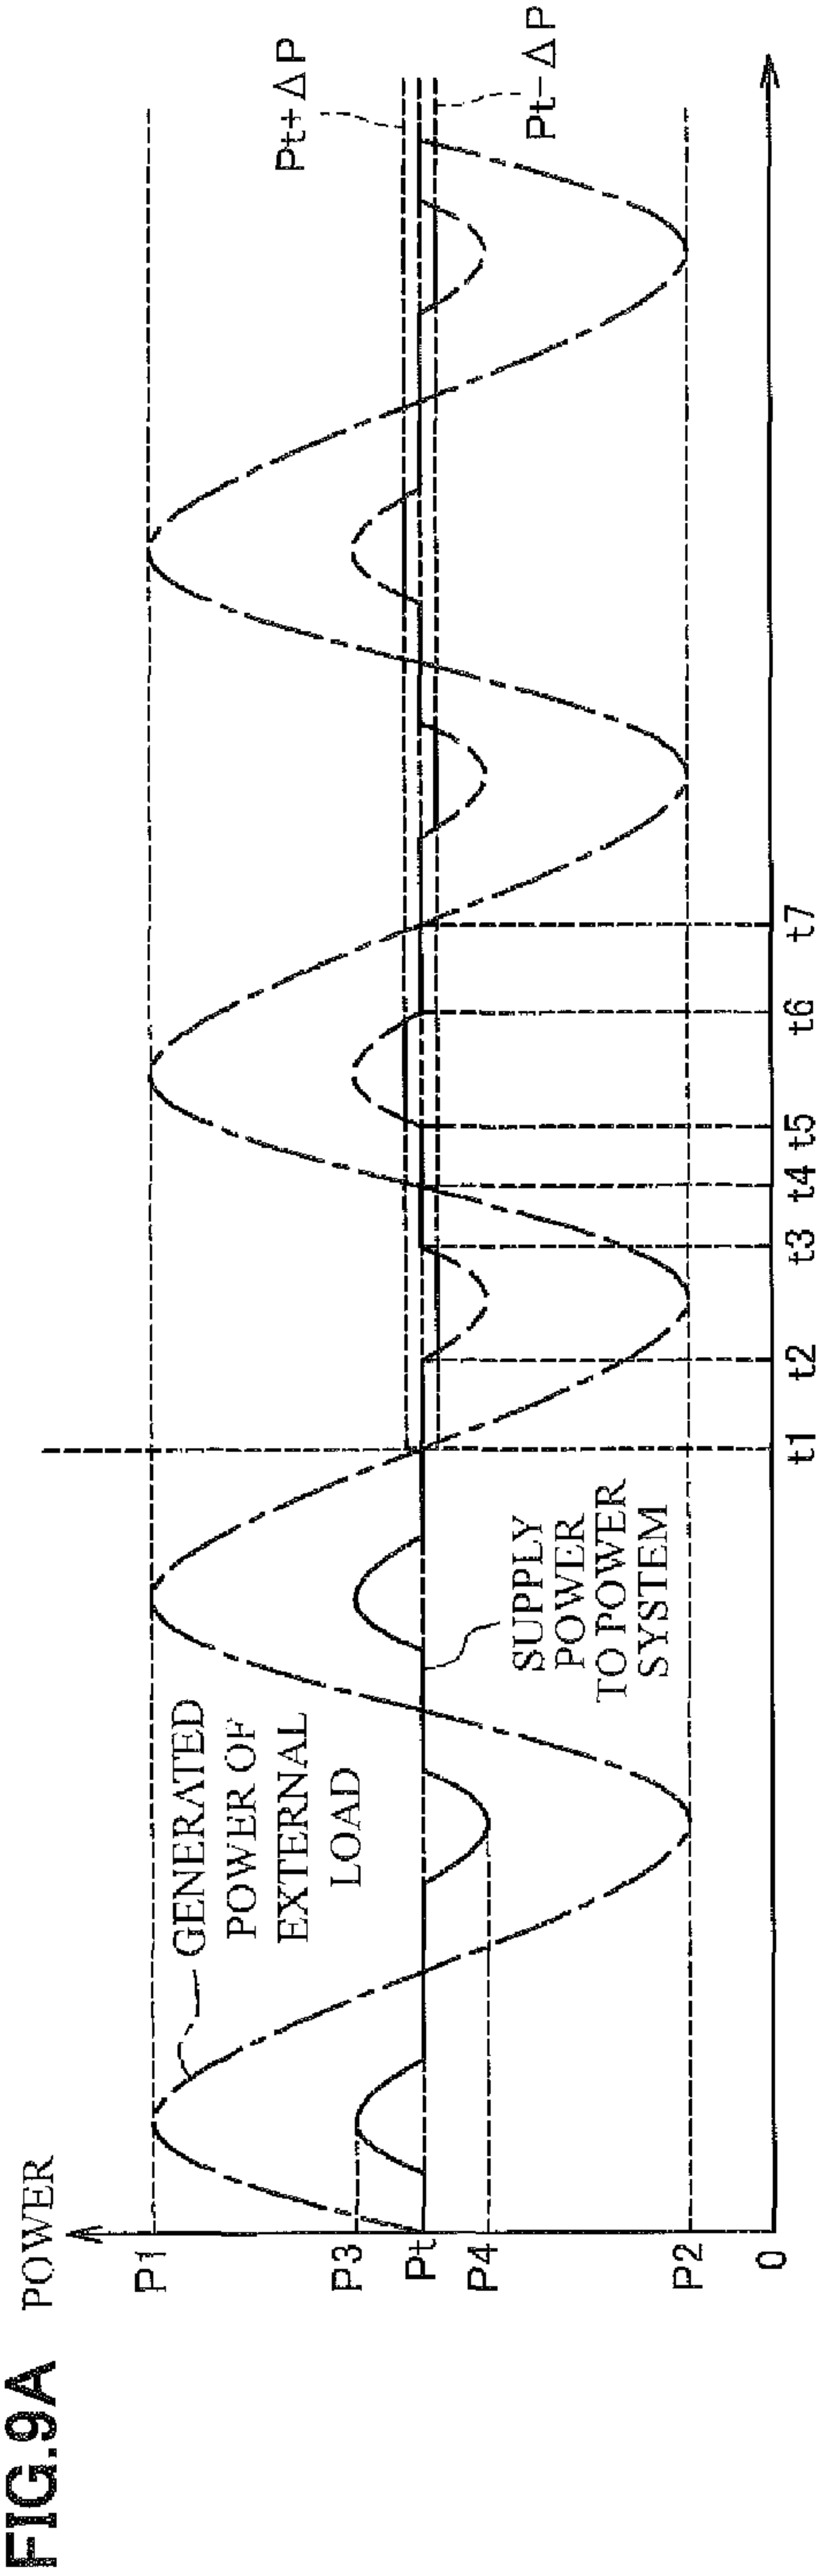 FIG.9A
POWER
P1
P3
Pt
P4
P2
0
GENERATED
POWER OF
EXTERNAL
LOAD
SUPPLY
POWER
TO POWER
SYSTEM
Pt+ΔP
Pt-ΔP
t1
t2
t3
t4
t5
t6
t7